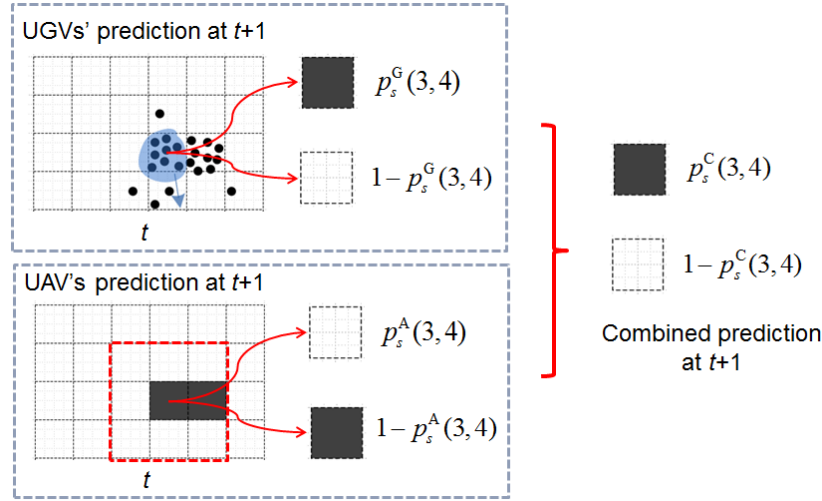 UGVs' prediction at t+1
p_s^G(3,4)
1−p_s^G(3,4)
t
UAV's prediction at t+1
p_s^A(3,4)
1−p_s^A(3,4)
t
p_s^C(3,4)
1−p_s^C(3,4)
Combined prediction
at t+1